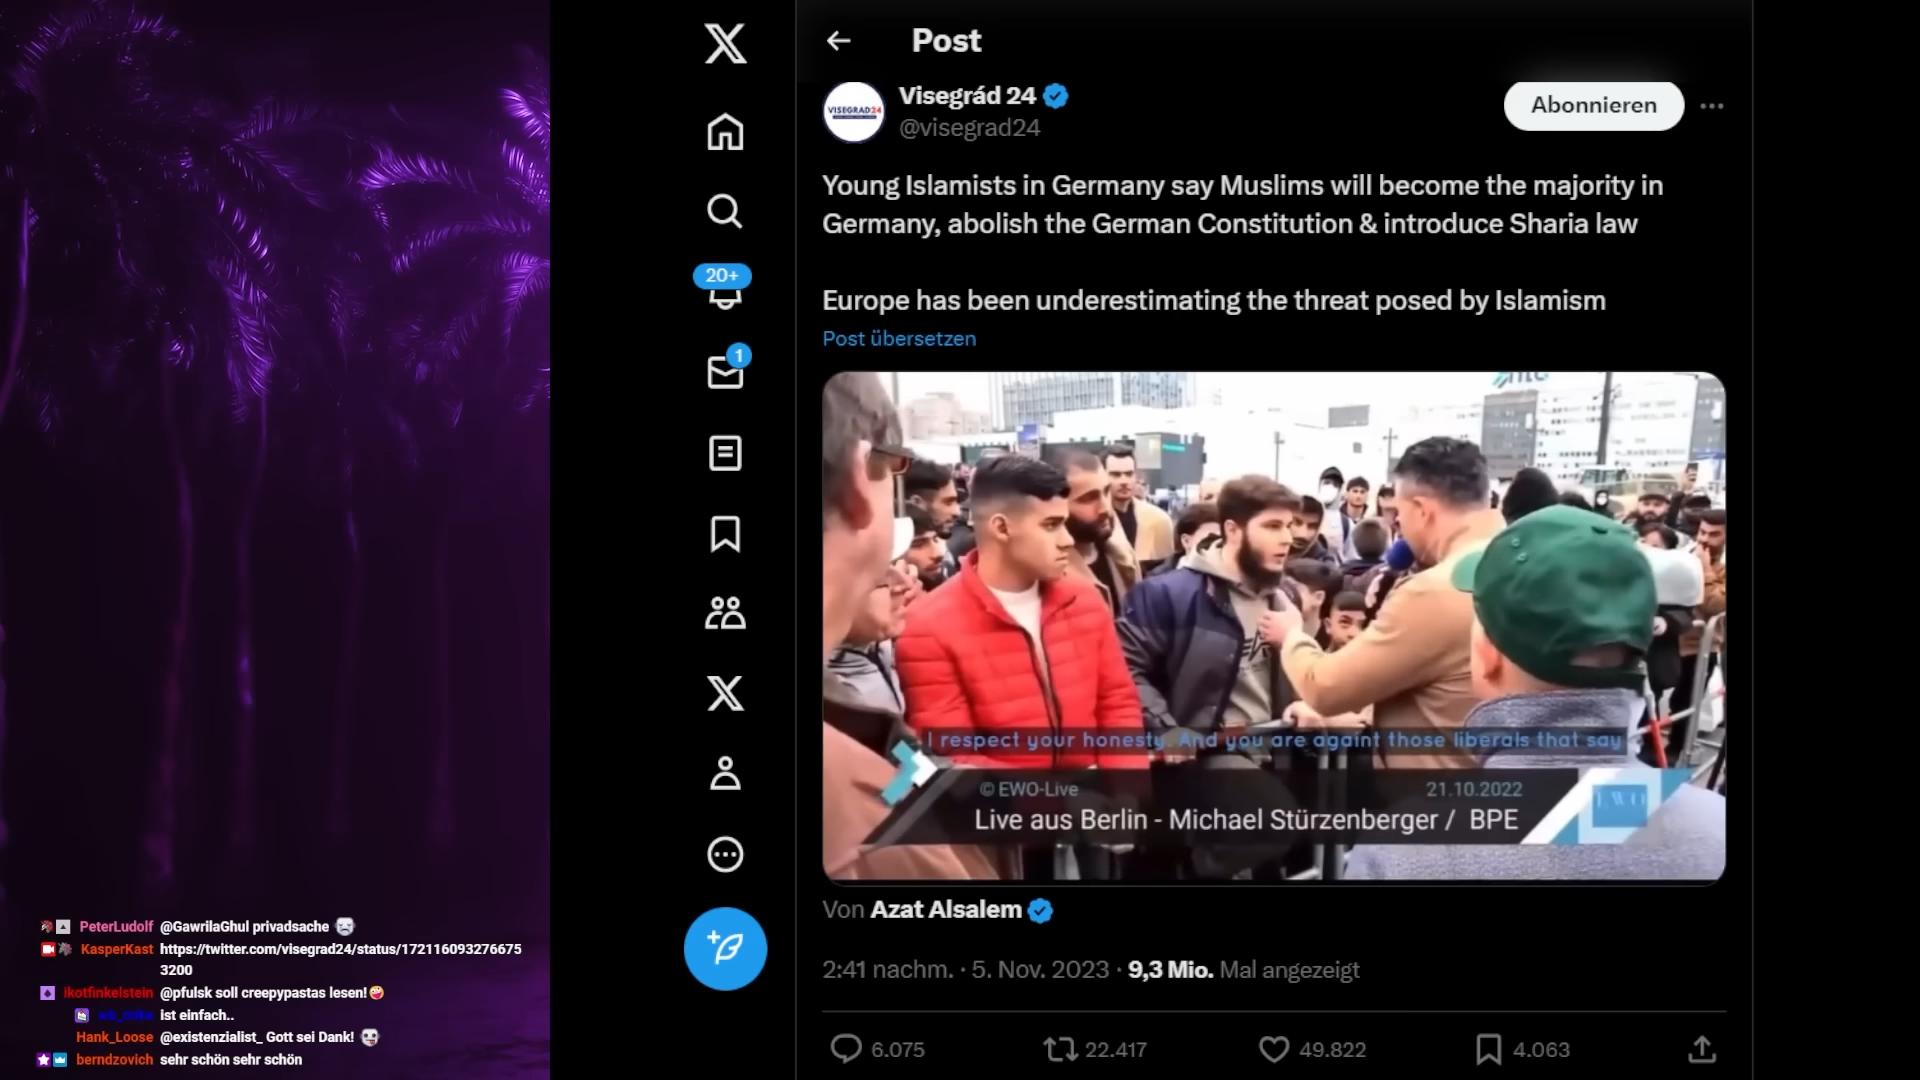 Post
VISEGRAD24
Visegrád 24
@visegrad24
Abonnieren
Young Islamists in Germany say Muslims will become the majority in
Germany, abolish the German Constitution & introduce Sharia law
Europe has been underestimating the threat posed by Islamism
Post übersetzen
20+
1
I respect your honesty. And you are againt those liberals that say
© EWO-Live
21.10.2022
Live aus Berlin - Michael Stürzenberger / BPE
EWO
Von Azat Alsalem
2:41 nachm. · 5. Nov. 2023 · 9,3 Mio. Mal angezeigt
6.075
22.417
49.822
4.063
PeterLudolf @GawrilaGhul privadsache
KasperKast https://twitter.com/visegrad24/status/172116093276675
3200
ikotfinkelstein @pfulsk soll creepypastas lesen!
ist einfach..
Hank_Loose @existenzialist_ Gott sei Dank!
berndzovich sehr schön sehr schön